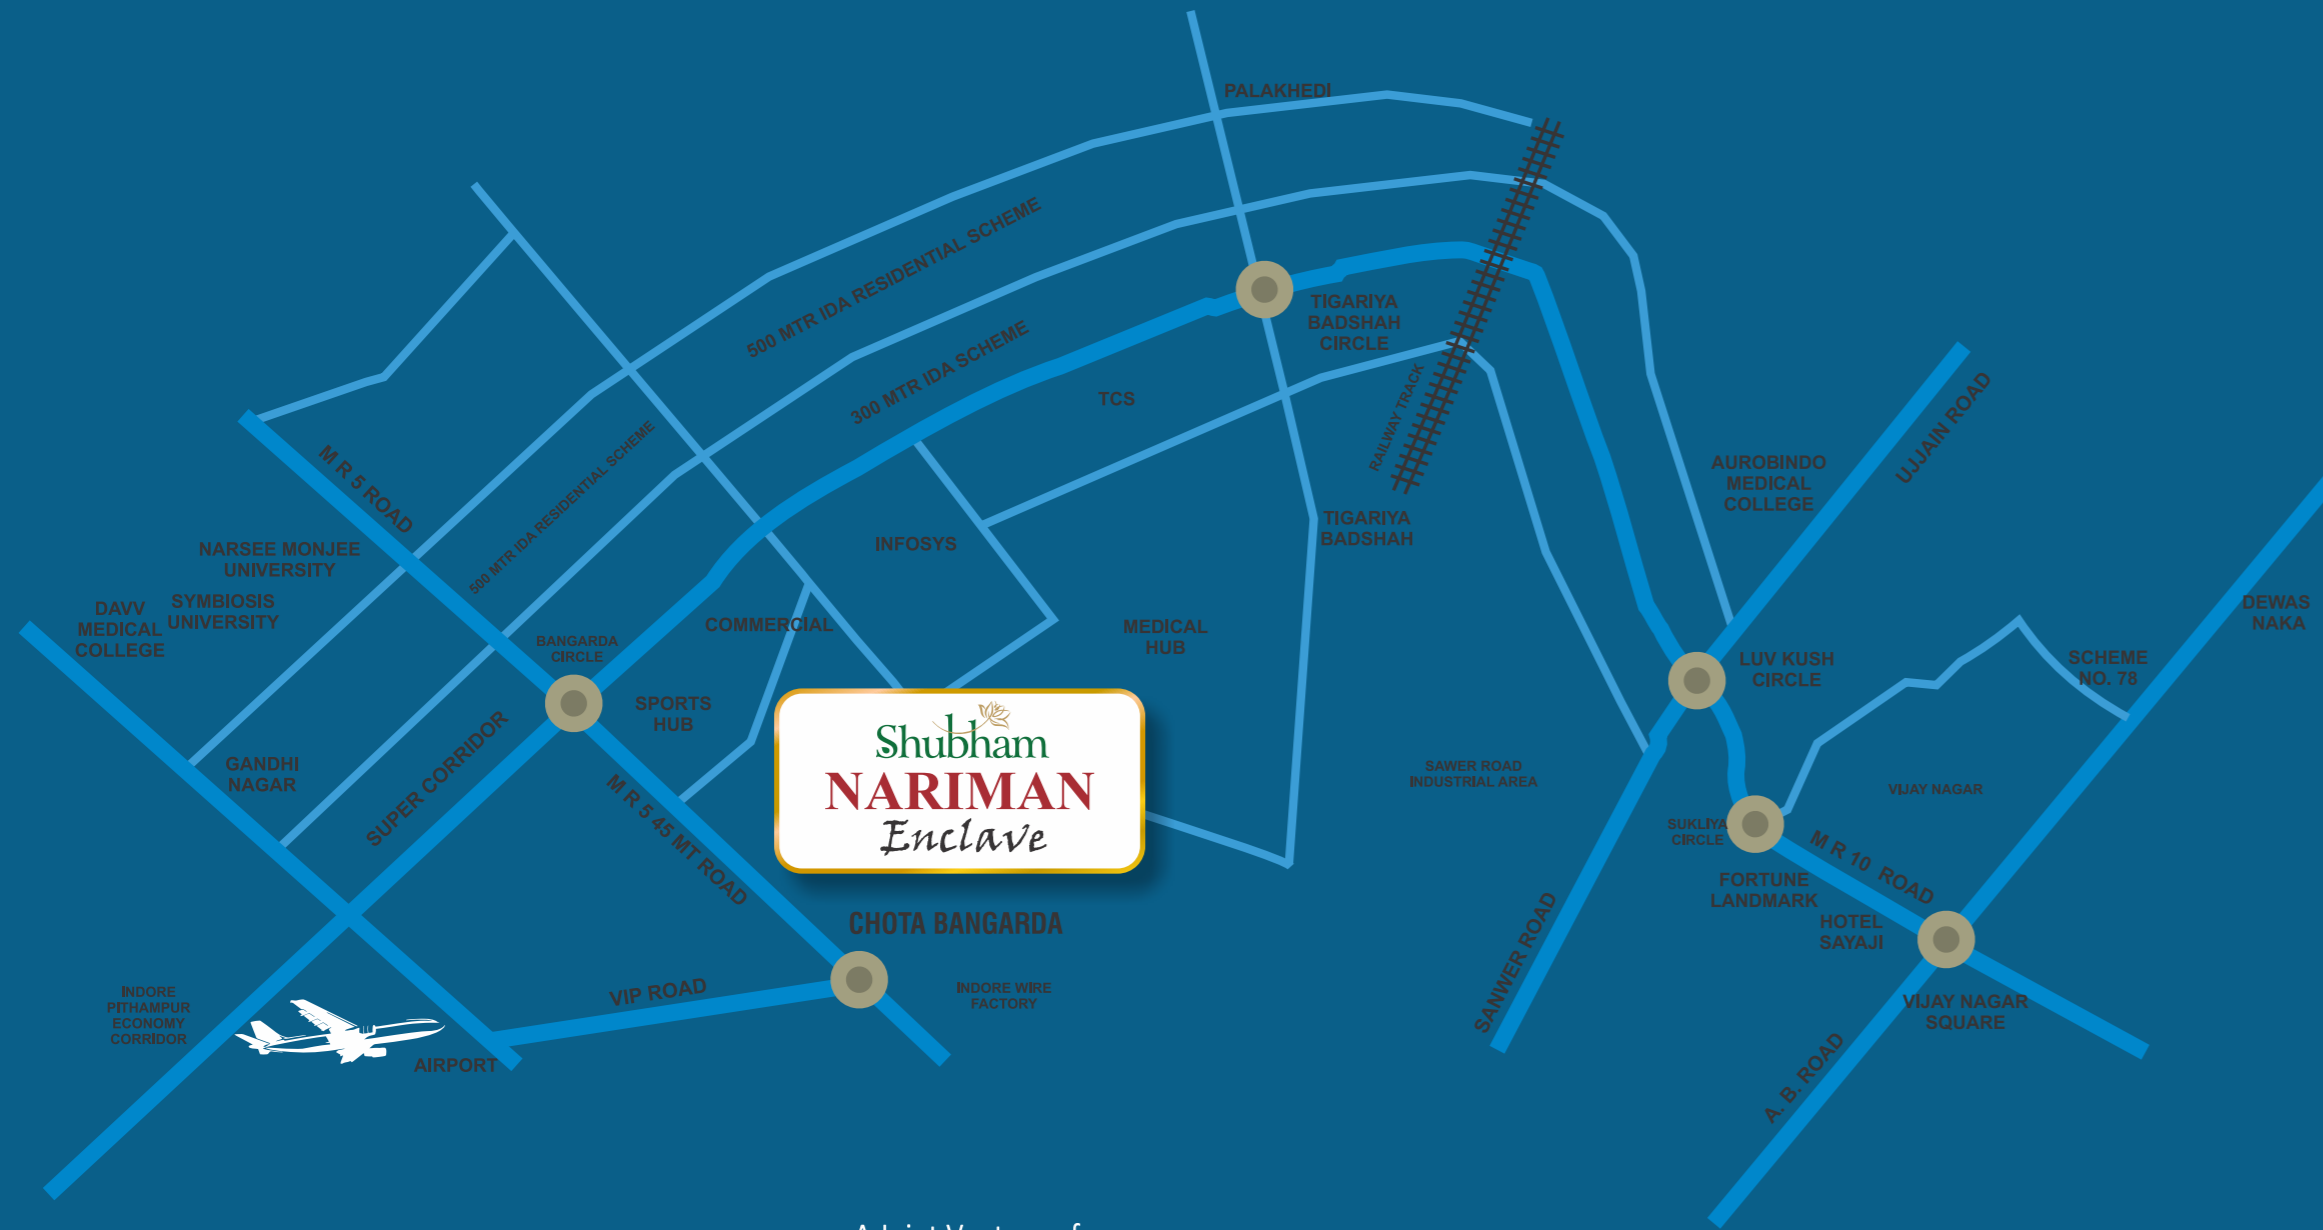 PALAKHEDI
500 MTR IDA RESIDENTIAL SCHEME
300 MTR IDA SCHEME
TIGARIYA
BADSHAH
CIRCLE
TCS
RAILWAY TRACK
UJJAIN ROAD
M R 5 ROAD
500 MTR IDA RESIDENTIAL SCHEME
AUROBINDO
MEDICAL
COLLEGE
TIGARIYA
BADSHAH
INFOSYS
NARSEE MONJEE
UNIVERSITY
SYMBIOSIS
UNIVERSITY
DAVV
MEDICAL
COLLEGE
BANGARDA
CIRCLE
COMMERCIAL
MEDICAL
HUB
DEWAS
NAKA
LUV KUSH
CIRCLE
SCHEME
NO. 78
SPORTS
HUB
GANDHI
NAGAR
SUPER CORRIDOR
M R 5 45 MT ROAD
Shubham
NARIMAN
Enclave
SAWER ROAD
INDUSTRIAL AREA
VIJAY NAGAR
SUKLIYA
CIRCLE
M R 10 ROAD
FORTUNE
LANDMARK
HOTEL
SAYAJI
CHOTA BANGARDA
SANWER ROAD
VIP ROAD
INDORE WIRE
FACTORY
INDORE
PITHAMPUR
ECONOMY
CORRIDOR
AIRPORT
VIJAY NAGAR
SQUARE
A. B. ROAD